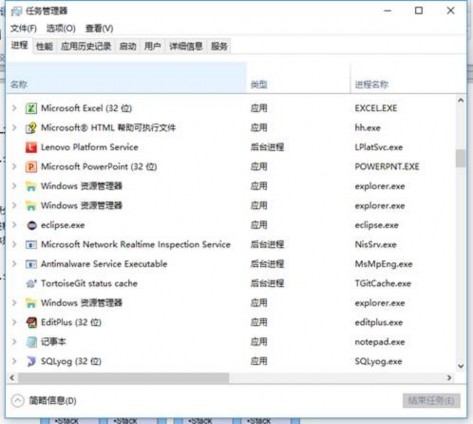 任务管理器
文件(F) 选项(O) 查看(V)
进程 性能 应用历史记录 启动 用户 详细信息 服务
名称 类型 进程名称
Microsoft Excel (32 位) 应用 EXCEL.EXE
Microsoft® HTML 帮助可执行文件 应用 hh.exe
Lenovo Platform Service 后台进程 LPlatSvc.exe
Microsoft PowerPoint (32 位) 应用 POWERPNT.EXE
Windows 资源管理器 应用 explorer.exe
Windows 资源管理器 应用 explorer.exe
eclipse.exe 应用 eclipse.exe
Microsoft Network Realtime Inspection Service 后台进程 NisSrv.exe
Antimalware Service Executable 后台进程 MsMpEng.exe
TortoiseGit status cache 后台进程 TGitCache.exe
Windows 资源管理器 应用 explorer.exe
EditPlus (32 位) 应用 editplus.exe
记事本 应用 notepad.exe
SQLyog (32 位) 应用 SQLyog.exe
简略信息(D) 结束任务(E)
•Stack •Stack •Stack •Stack